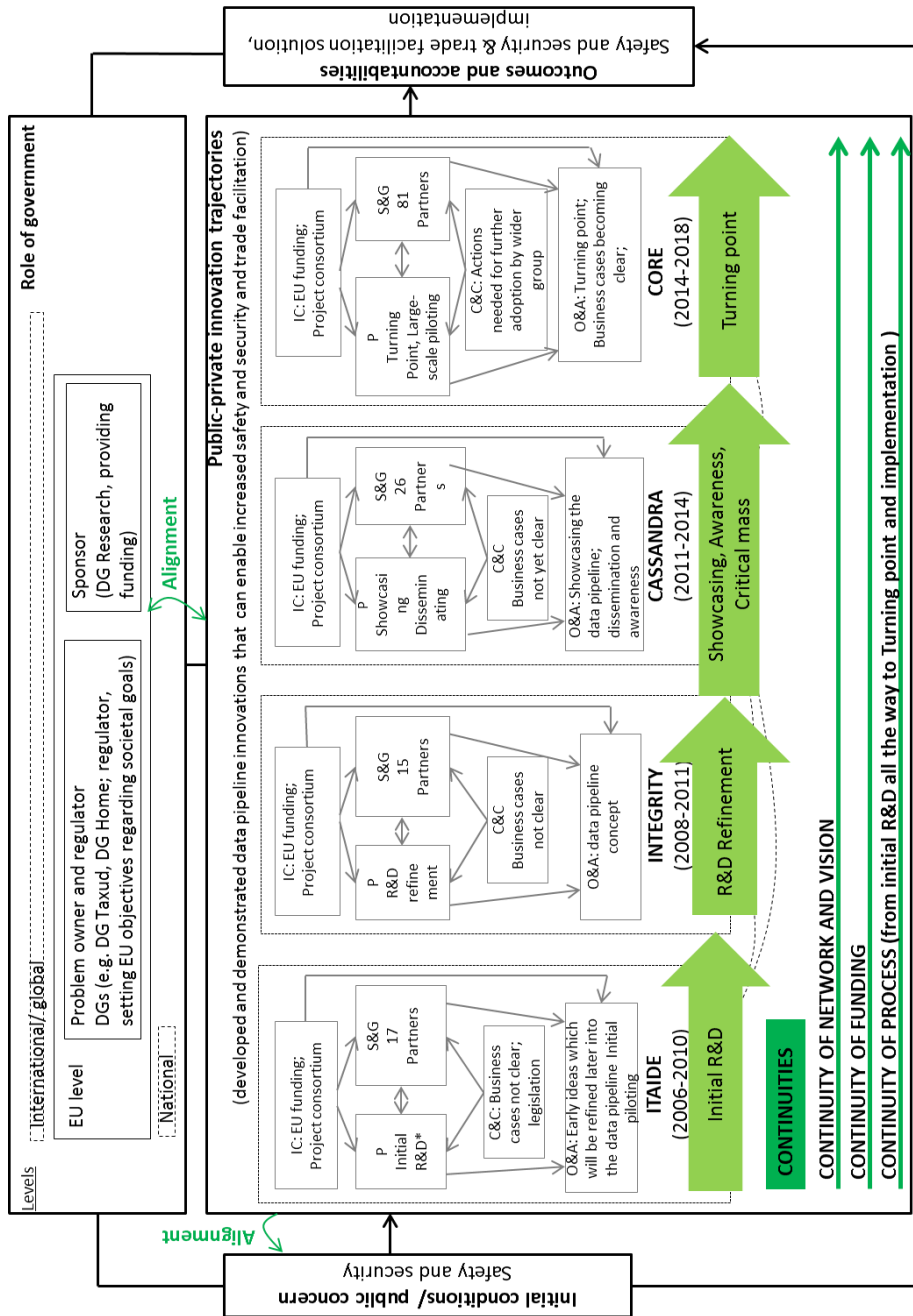 Role of government
Levels
International/ global
EU level
Problem owner and regulator
DGs (e.g. DG Taxud, DG Home; regulator,
setting EU objectives regarding societal goals)
Sponsor
(DG Research, providing
funding)
National
Alignment
Alignment
Initial conditions/ public concern
Safety and security
Outcomes and accountabilities
Safety and security & trade facilitation solution,
implementation
Public-private innovation trajectories
(developed and demonstrated data pipeline innovations that can enable increased safety and security and trade facilitation)
IC: EU funding;
Project consortium
P
Initial
R&D*
S&G
17
Partners
C&C: Business
cases not clear;
legislation
O&A: Early ideas which
will be refined later into
the data pipeline Initial
piloting
ITAIDE
(2006-2010)
Initial R&D
IC: EU funding;
Project consortium
P
R&D
refine
ment
S&G
15
Partners
C&C
Business cases
not clear
O&A: data pipeline
concept
INTEGRITY
(2008-2011)
R&D Refinement
IC: EU funding;
Project consortium
P
Showcasi
ng
Dissemin
ating
S&G
26
Partner
s
C&C
Business cases
not yet clear
O&A: Showcasing the
data pipeline;
dissemination and
awareness
CASSANDRA
(2011-2014)
Showcasing, Awareness,
Critical mass
IC: EU funding;
Project consortium
P
Turning
Point, Large-
scale piloting
S&G
81
Partners
C&C: Actions
needed for further
adoption by wider
group
O&A: Turning point;
Business cases becoming
clear;
CORE
(2014-2018)
Turning point
CONTINUITIES
CONTINUITY OF NETWORK AND VISION
CONTINUITY OF FUNDING
CONTINUITY OF PROCESS (from initial R&D all the way to Turning point and implementation )